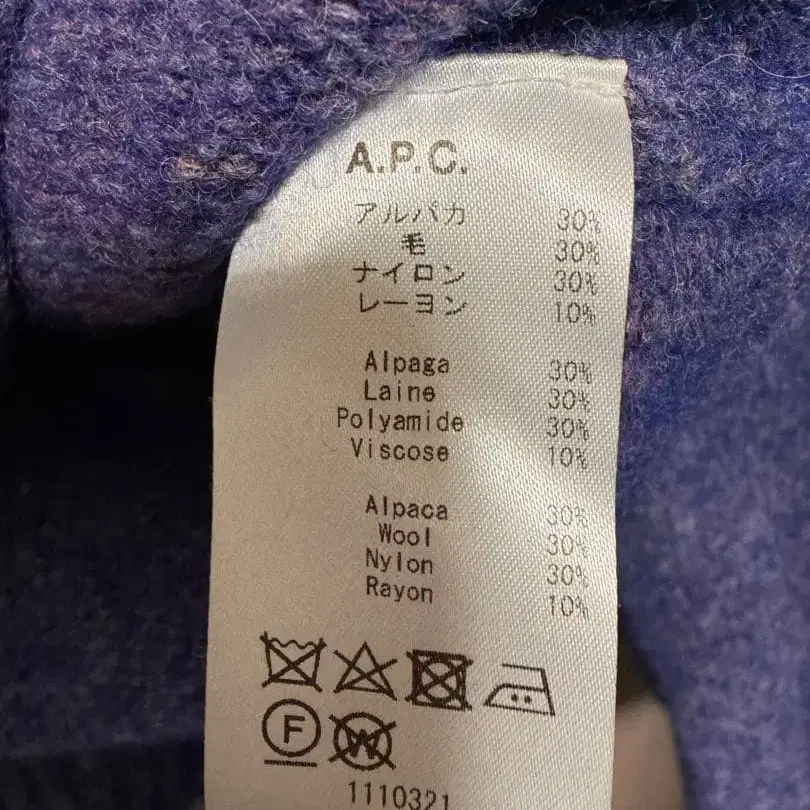 A.P.C.
アルパカ 30%
毛 30%
ナイロン 30%
レーヨン 10%
Alpaga 30%
Laine 30%
Polyamide 30%
Viscose 10%
Alpaca 30%
Wool 30%
Nylon 30%
Rayon 10%
F W
1110321